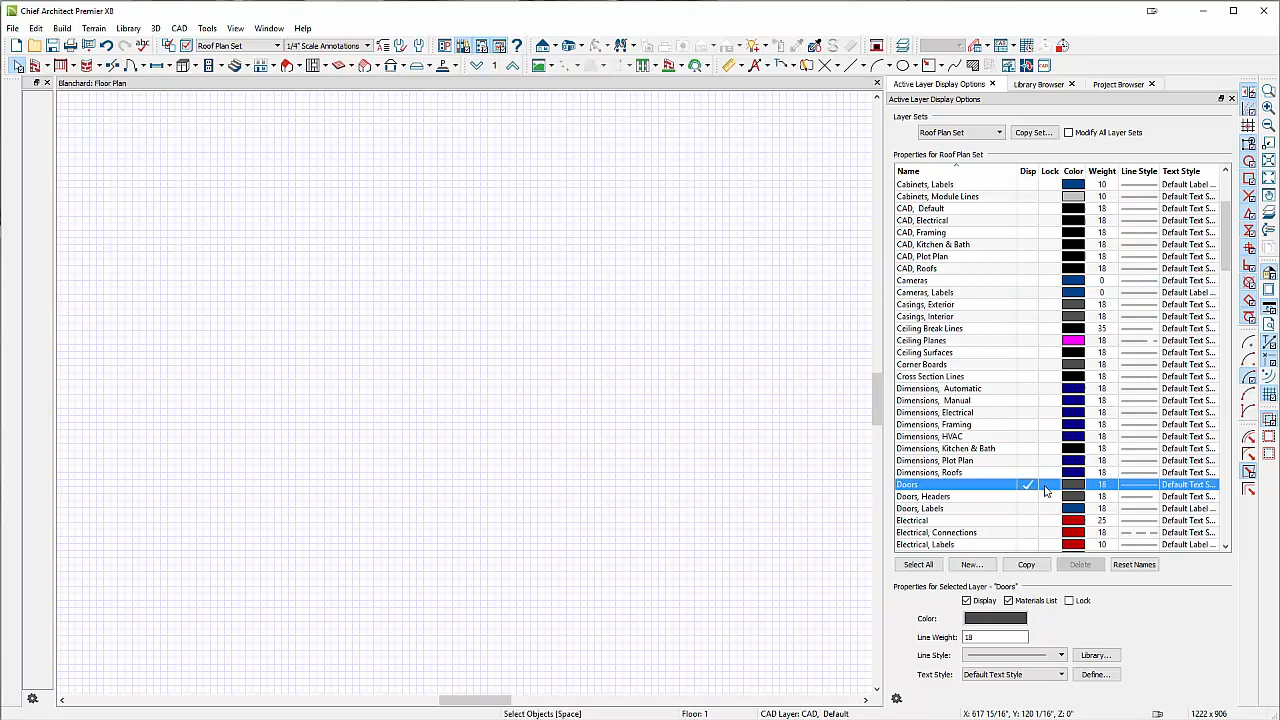 Chief Architect Premier X8
File Edit Build Terrain Library 3D CAD Tools View Window Help
Roof Plan Set 1/4" Scale Annotations
1
Blanchard: Floor Plan
Active Layer Display Options Library Browser Project Browser
Active Layer Display Options
Layer Sets
Roof Plan Set Copy Set... Modify All Layer Sets
Properties for Roof Plan Set
Name Disp Lock Color Weight Line Style Text Style
Cabinets, Labels 10 Default Label ...
Cabinets, Module Lines 10 Default Text S...
CAD, Default 18 Default Text S...
CAD, Electrical 18 Default Text S...
CAD, Framing 18 Default Text S...
CAD, Kitchen & Bath 18 Default Text S...
CAD, Plot Plan 18 Default Text S...
CAD, Roofs 18 Default Text S...
Cameras 0 Default Text S...
Cameras, Labels 0 Default Label ...
Casings, Exterior 18 Default Text S...
Casings, Interior 18 Default Text S...
Ceiling Break Lines 35 Default Text S...
Ceiling Planes 18 Default Text S...
Ceiling Surfaces 18 Default Text S...
Corner Boards 18 Default Text S...
Cross Section Lines 18 Default Text S...
Dimensions, Automatic 18 Default Text S...
Dimensions, Manual 18 Default Text S...
Dimensions, Electrical 18 Default Text S...
Dimensions, Framing 18 Default Text S...
Dimensions, HVAC 18 Default Text S...
Dimensions, Kitchen & Bath 18 Default Text S...
Dimensions, Plot Plan 18 Default Text S...
Dimensions, Roofs 18 Default Text S...
Doors 18 Default Text S...
Doors, Headers 18 Default Text S...
Doors, Labels 18 Default Label ...
Electrical 25 Default Text S...
Electrical, Connections 18 Default Text S...
Electrical, Labels 10 Default Label ...
Select All New... Copy Delete Reset Names
Properties for Selected Layer - "Doors"
Display Materials List Lock
Color:
Line Weight: 18
Line Style: Library...
Text Style: Default Text Style Define...
Select Objects [Space] Floor: 1 CAD Layer: CAD, Default X: 617 15/16", Y: 120 1/16", Z: 0" 1222 x 906